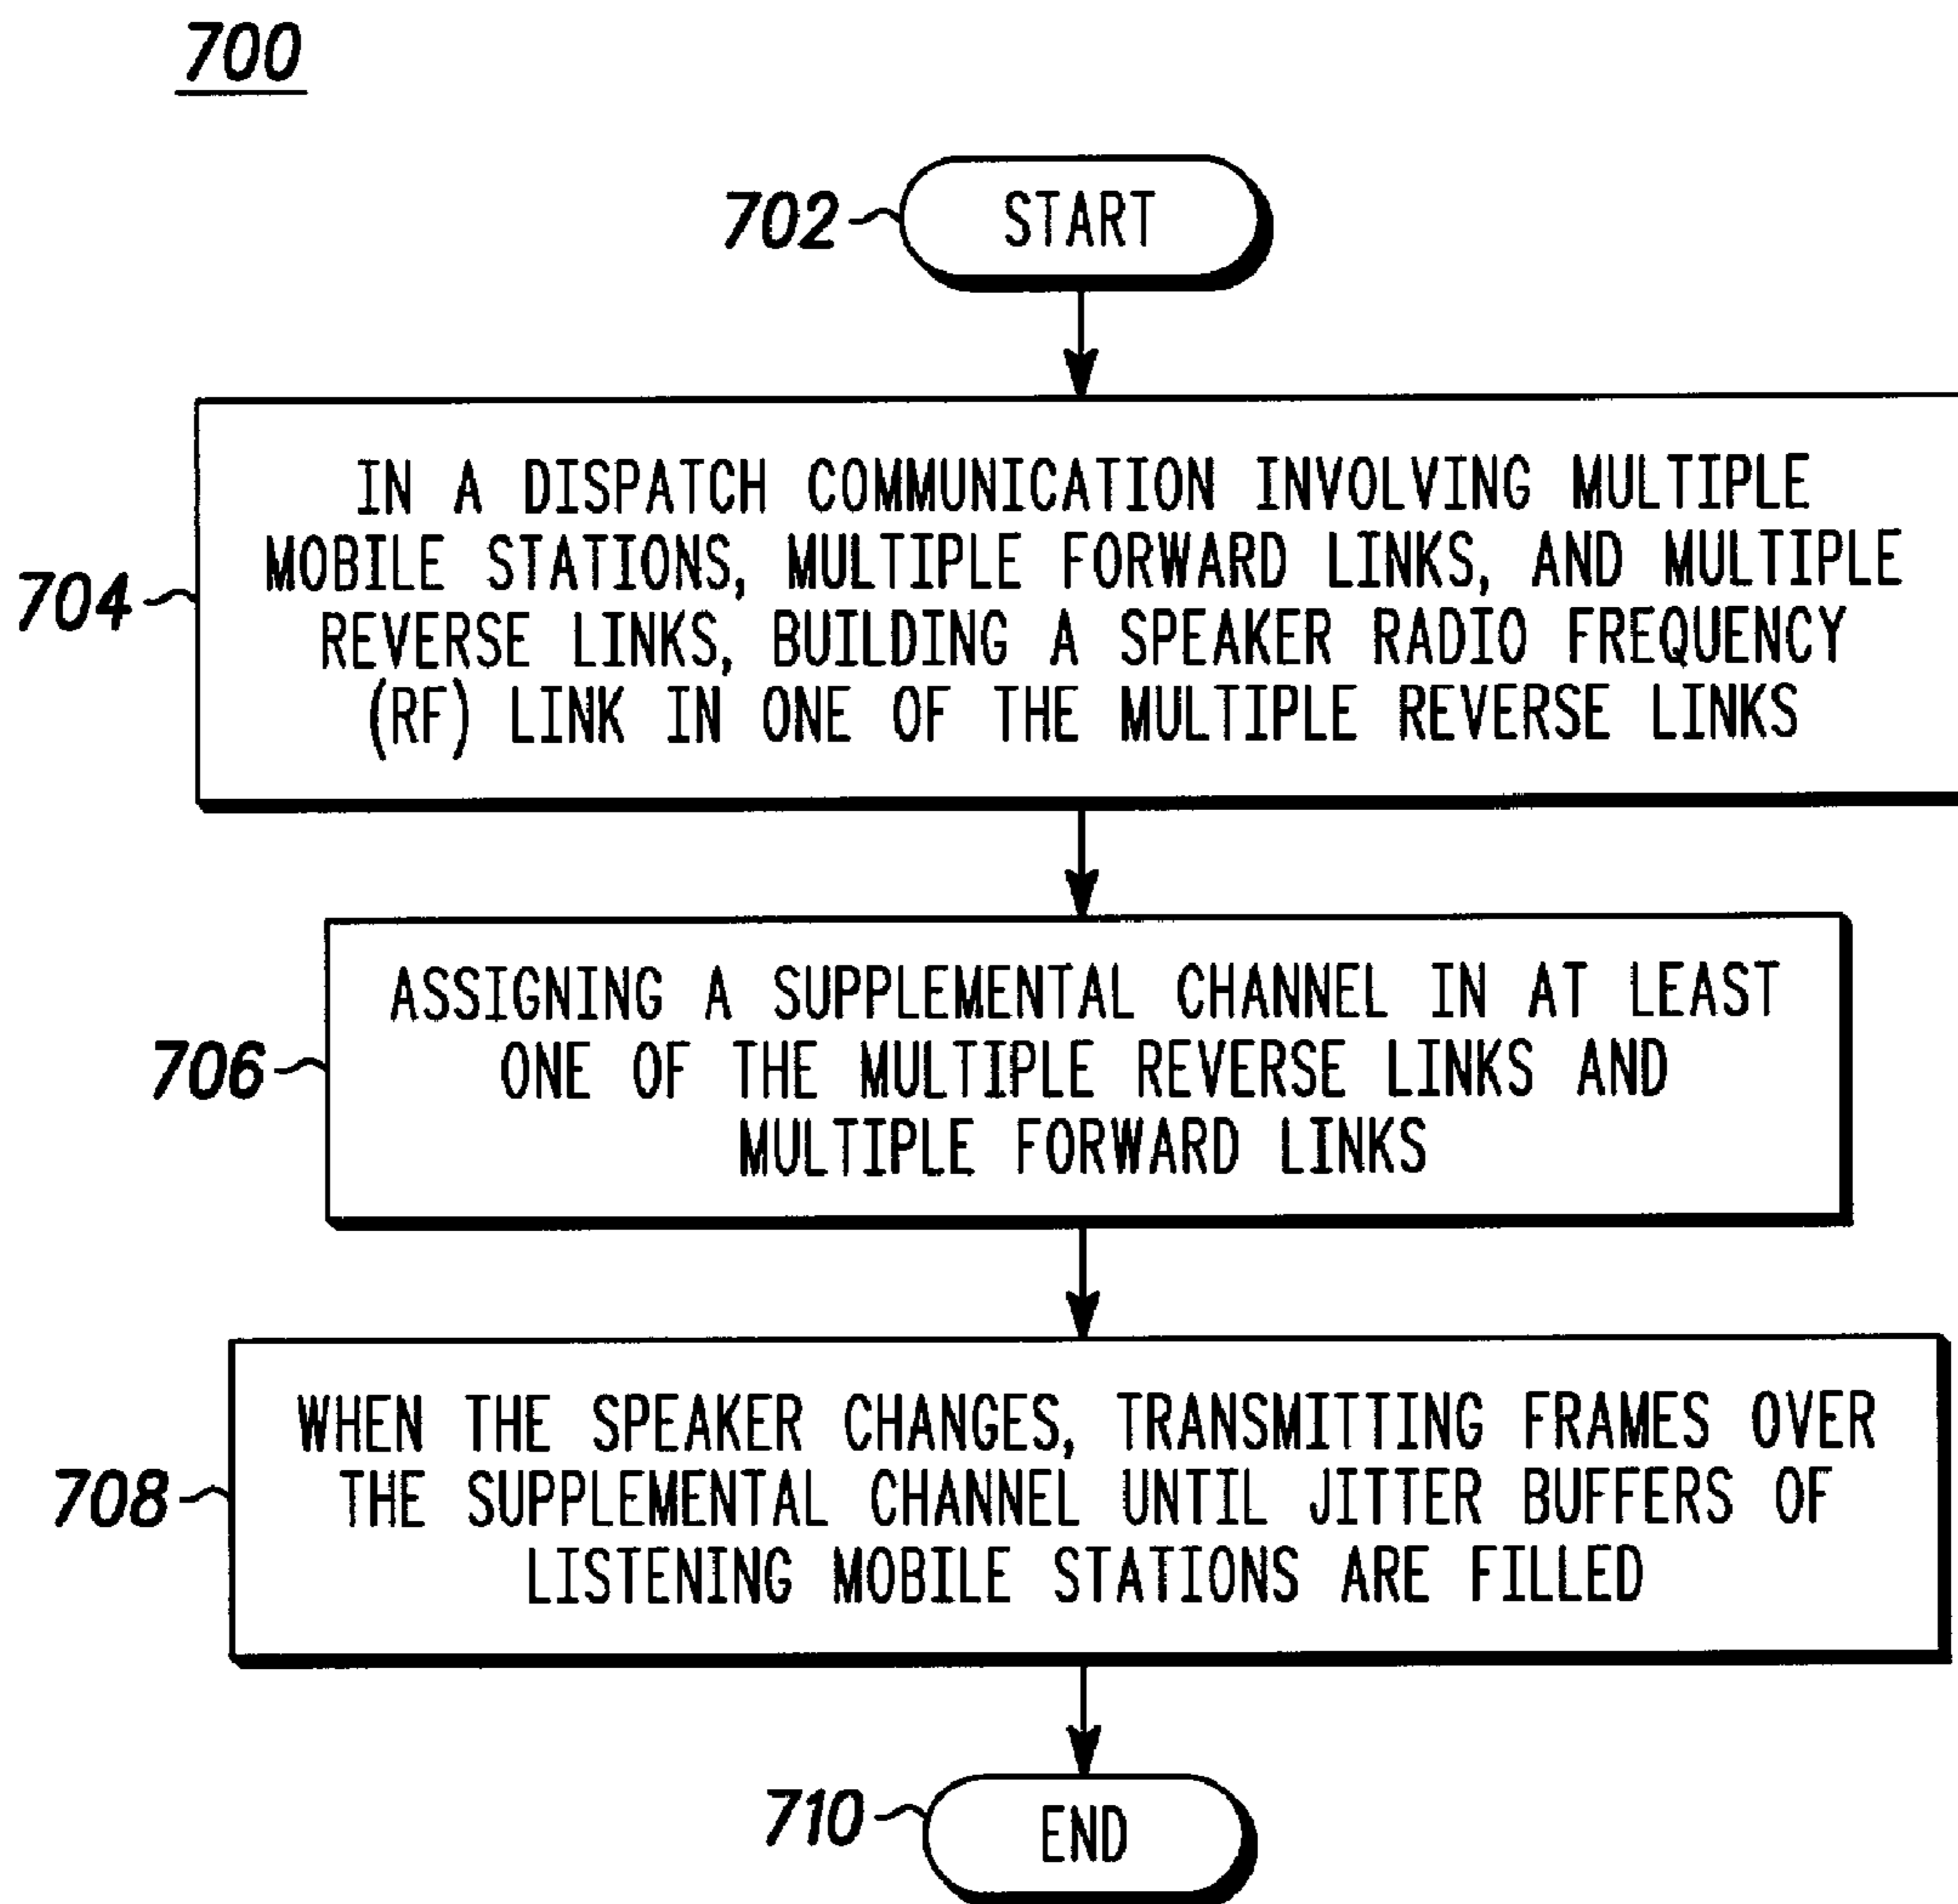 700
702
START
704
IN A DISPATCH COMMUNICATION INVOLVING MULTIPLE
MOBILE STATIONS, MULTIPLE FORWARD LINKS, AND MULTIPLE
REVERSE LINKS, BUILDING A SPEAKER RADIO FREQUENCY
(RF) LINK IN ONE OF THE MULTIPLE REVERSE LINKS
706
ASSIGNING A SUPPLEMENTAL CHANNEL IN AT LEAST
ONE OF THE MULTIPLE REVERSE LINKS AND
MULTIPLE FORWARD LINKS
708
WHEN THE SPEAKER CHANGES, TRANSMITTING FRAMES OVER
THE SUPPLEMENTAL CHANNEL UNTIL JITTER BUFFERS OF
LISTENING MOBILE STATIONS ARE FILLED
710
END